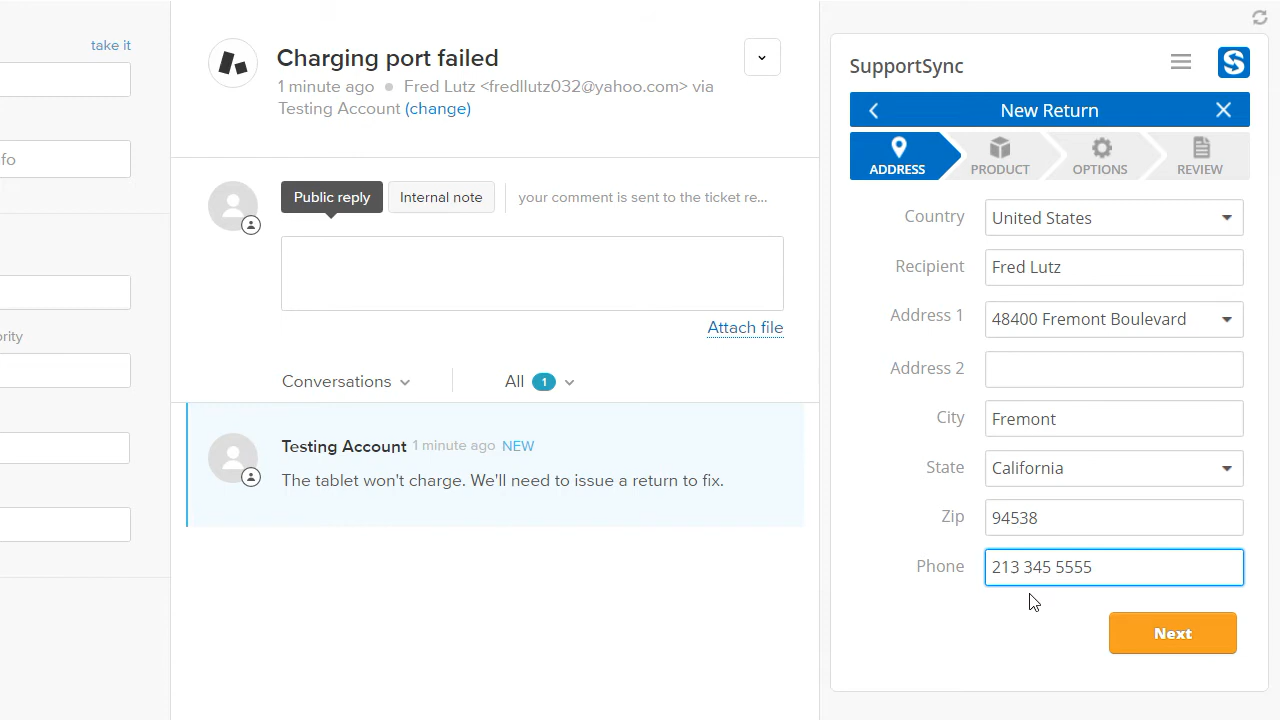 take it
fo
ority
Charging port failed
1 minute ago Fred Lutz <fredllutz032@yahoo.com> via
Testing Account (change)
Public reply
Internal note
your comment is sent to the ticket re...
Attach file
Conversations
All 1
Testing Account 1 minute ago NEW
The tablet won't charge. We'll need to issue a return to fix.
SupportSync
New Return
ADDRESS
PRODUCT
OPTIONS
REVIEW
Country United States
Recipient Fred Lutz
Address 1 48400 Fremont Boulevard
Address 2
City Fremont
State California
Zip 94538
Phone 213 345 5555
Next